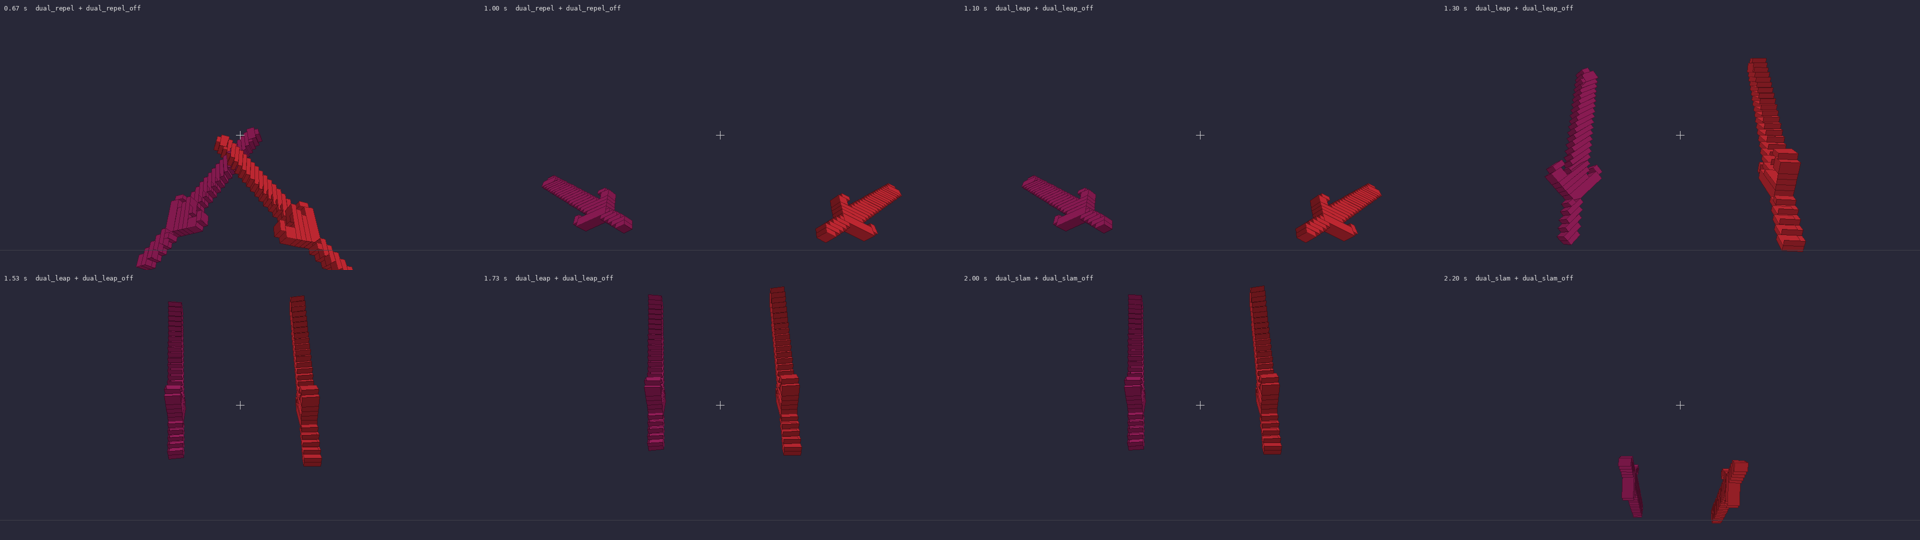 0.67 s  dual_repel + dual_repel_off
1.00 s  dual_repel + dual_repel_off
1.10 s  dual_leap + dual_leap_off
1.30 s  dual_leap + dual_leap_off
1.53 s  dual_leap + dual_leap_off
1.73 s  dual_leap + dual_leap_off
2.00 s  dual_slam + dual_slam_off
2.20 s  dual_slam + dual_slam_off